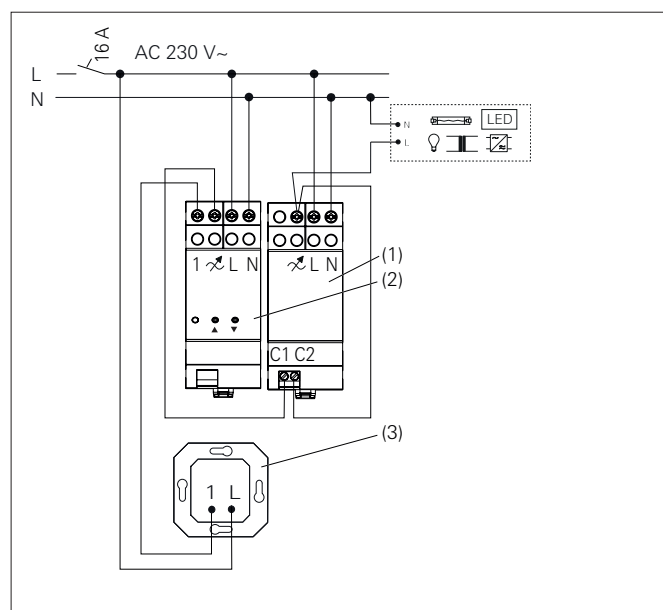 16 A
AC 230 V~
L
N
N
LED
L
1 L N
L N
(1)
(2)
C1 C2
(3)
1 L